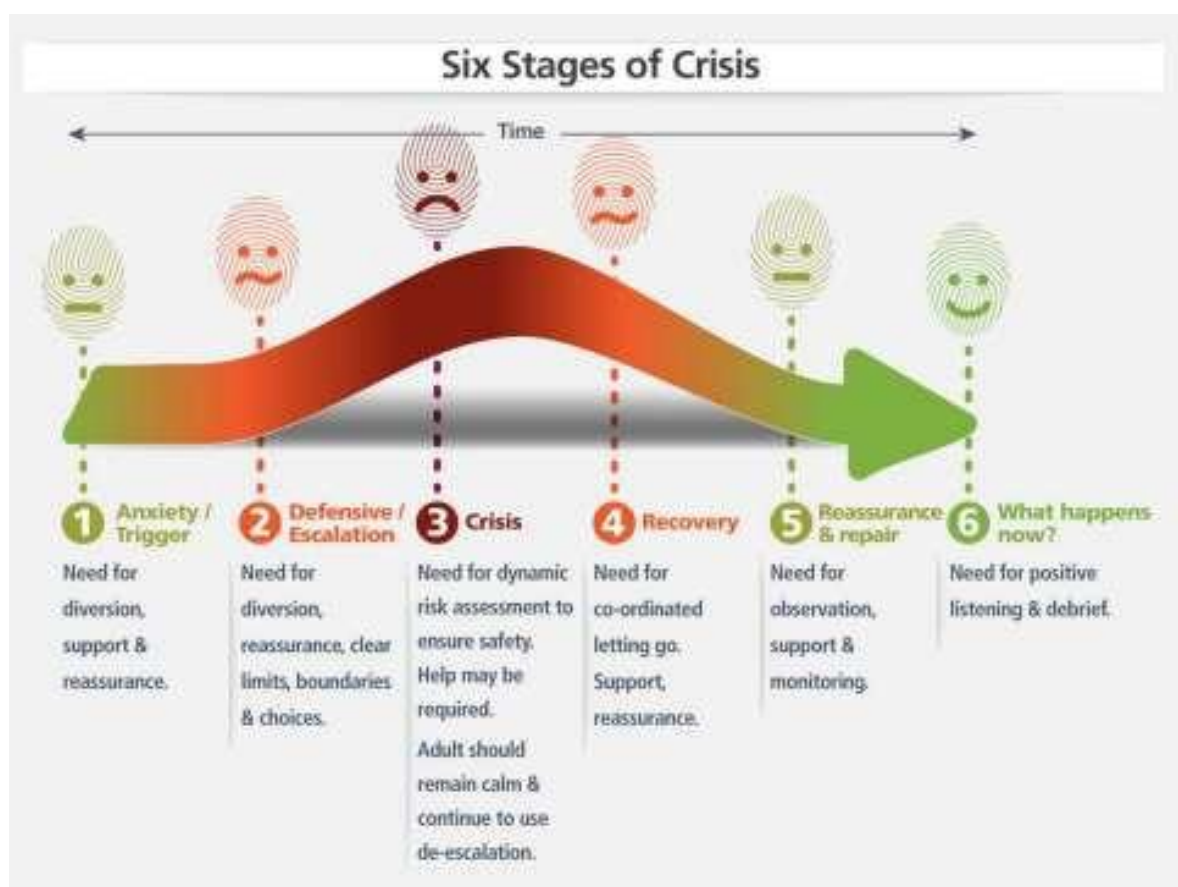 Six Stages of Crisis
Time
1 Anxiety /
Trigger
Need for
diversion,
support &
reassurance.
2 Defensive /
Escalation
Need for
diversion,
reassurance, clear
limits, boundaries
& choices.
3 Crisis
Need for dynamic
risk assessment to
ensure safety.
Help may be
required.
Adult should
remain calm &
continue to use
de-escalation.
4 Recovery
Need for
co-ordinated
letting go.
Support,
reassurance.
5 Reassurance
& repair
Need for
observation,
support &
monitoring.
6 What happens
now?
Need for positive
listening & debrief.